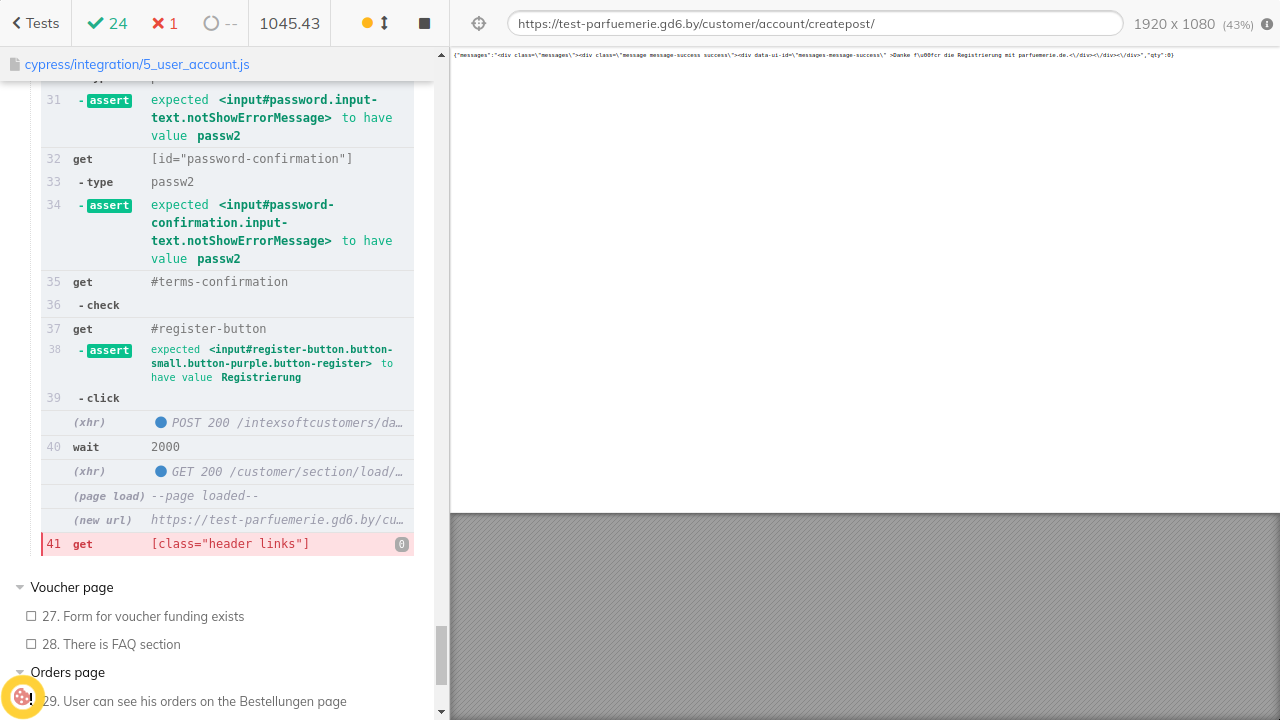 Tests
24
1
--
1045.43
https://test-parfuemerie.gd6.by/customer/account/createpost/
1920 x 1080 (43%)
cypress/integration/5_user_account.js
{"messages":"<div class=\"messages\"><div class=\"message message-success success\"><div data-ui-id=\"messages-message-success\" >Danke f\u00fcr die Registrierung mit parfuemerie.de.<\/div><\/div><\/div>","qty":0}
31 - assert expected <input#password.input-
text.notShowErrorMessage> to have
value passw2
32 get [id="password-confirmation"]
33 - type passw2
34 - assert expected <input#password-
confirmation.input-
text.notShowErrorMessage> to have
value passw2
35 get #terms-confirmation
36 - check
37 get #register-button
38 - assert expected <input#register-button.button-
small.button-purple.button-register> to
have value Registrierung
39 - click
(xhr) POST 200 /intexsoftcustomers/da…
40 wait 2000
(xhr) GET 200 /customer/section/load/…
(page load) --page loaded--
(new url) https://test-parfuemerie.gd6.by/cu…
41 get [class="header links"] 0
Voucher page
27. Form for voucher funding exists
28. There is FAQ section
Orders page
29. User can see his orders on the Bestellungen page